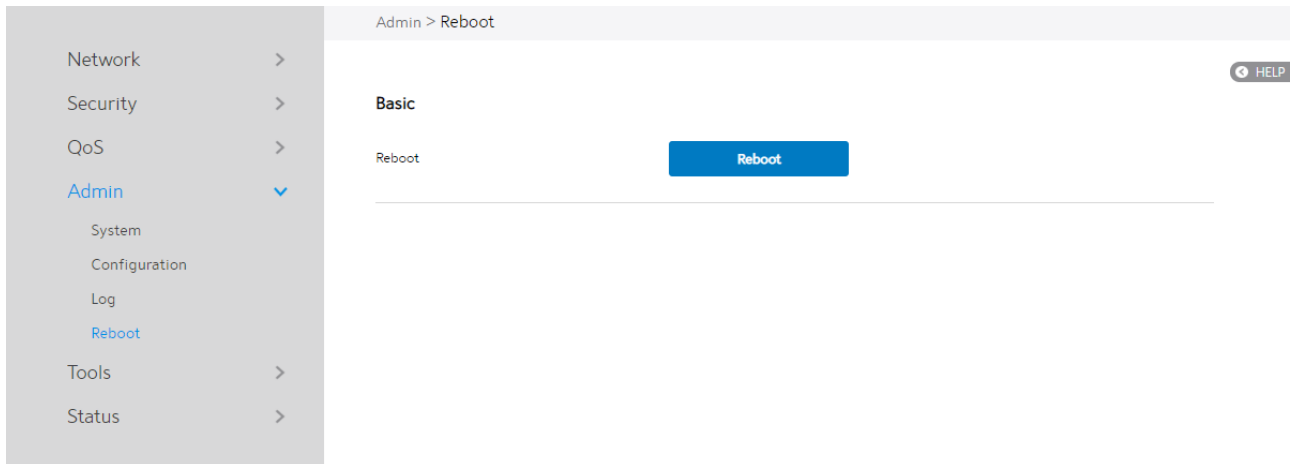 Admin > Reboot
Network
Security
QoS
Admin
System
Configuration
Log
Reboot
Tools
Status
HELP
Basic
Reboot
Reboot